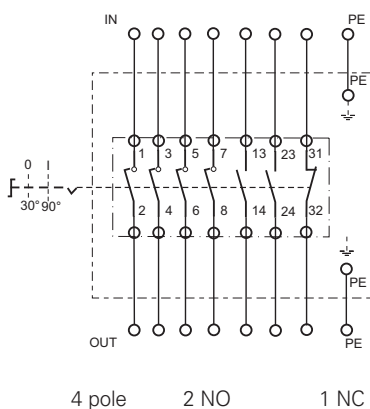 IN PE
PE
1 3 5 7 13 23 31
0 I
30° 90°
2 4 6 8 14 24 32
PE
OUT PE
4 pole 2 NO 1 NC